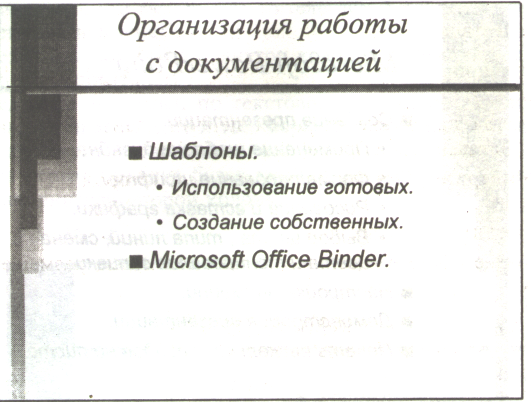 Организация работы
с документацией
■ Шаблоны.
• Использование готовых.
• Создание собственных.
■ Microsoft Office Binder.